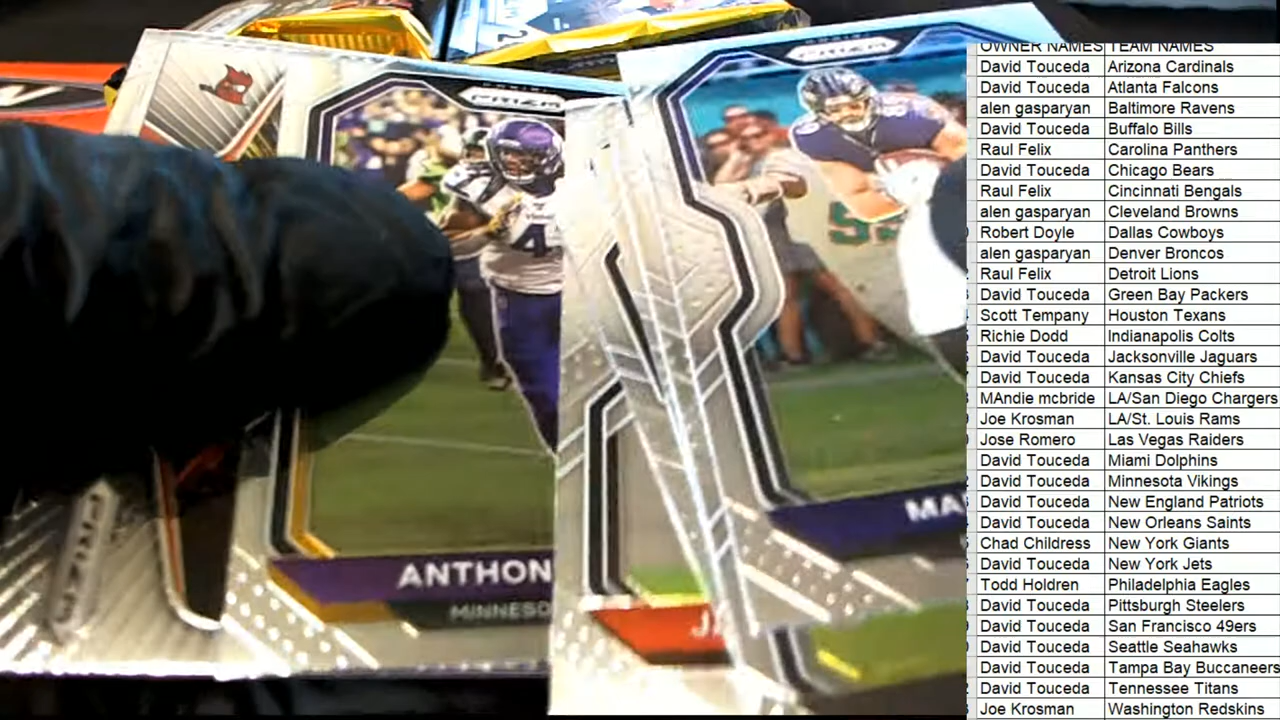 PANINI
PRIZM
PANINI
PRIZM
4
ANTHON
MINNESO
J
MA
OWNER NAMES TEAM NAMES
David Touceda Arizona Cardinals
David Touceda Atlanta Falcons
alen gasparyan Baltimore Ravens
David Touceda Buffalo Bills
Raul Felix Carolina Panthers
David Touceda Chicago Bears
Raul Felix Cincinnati Bengals
alen gasparyan Cleveland Browns
Robert Doyle Dallas Cowboys
alen gasparyan Denver Broncos
Raul Felix Detroit Lions
David Touceda Green Bay Packers
Scott Tempany Houston Texans
Richie Dodd Indianapolis Colts
David Touceda Jacksonville Jaguars
David Touceda Kansas City Chiefs
MAndie mcbride LA/San Diego Chargers
Joe Krosman LA/St. Louis Rams
Jose Romero Las Vegas Raiders
David Touceda Miami Dolphins
David Touceda Minnesota Vikings
David Touceda New England Patriots
David Touceda New Orleans Saints
Chad Childress New York Giants
David Touceda New York Jets
Todd Holdren Philadelphia Eagles
David Touceda Pittsburgh Steelers
David Touceda San Francisco 49ers
David Touceda Seattle Seahawks
David Touceda Tampa Bay Buccaneers
David Touceda Tennessee Titans
Joe Krosman Washington Redskins